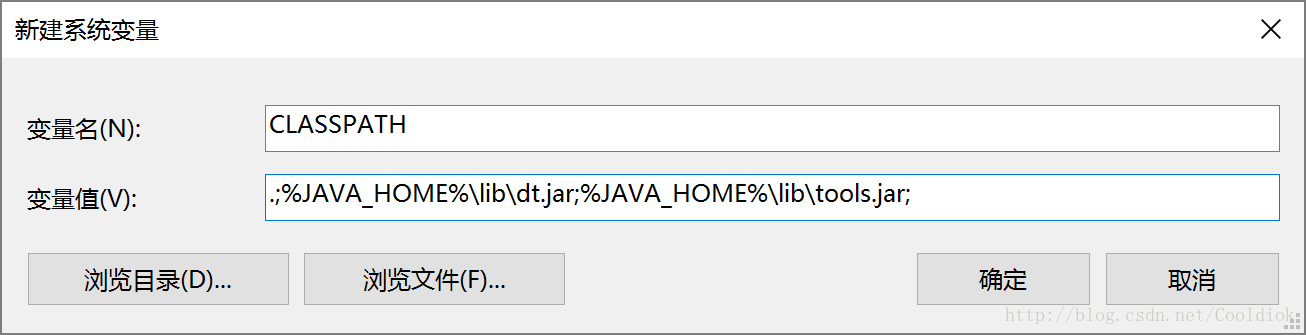 新建系统变量
变量名(N):
CLASSPATH
变量值(V):
.;%JAVA_HOME%\lib\dt.jar;%JAVA_HOME%\lib\tools.jar;
浏览目录(D)...
浏览文件(F)...
确定
取消
http://blog.csdn.net/Cooldiok